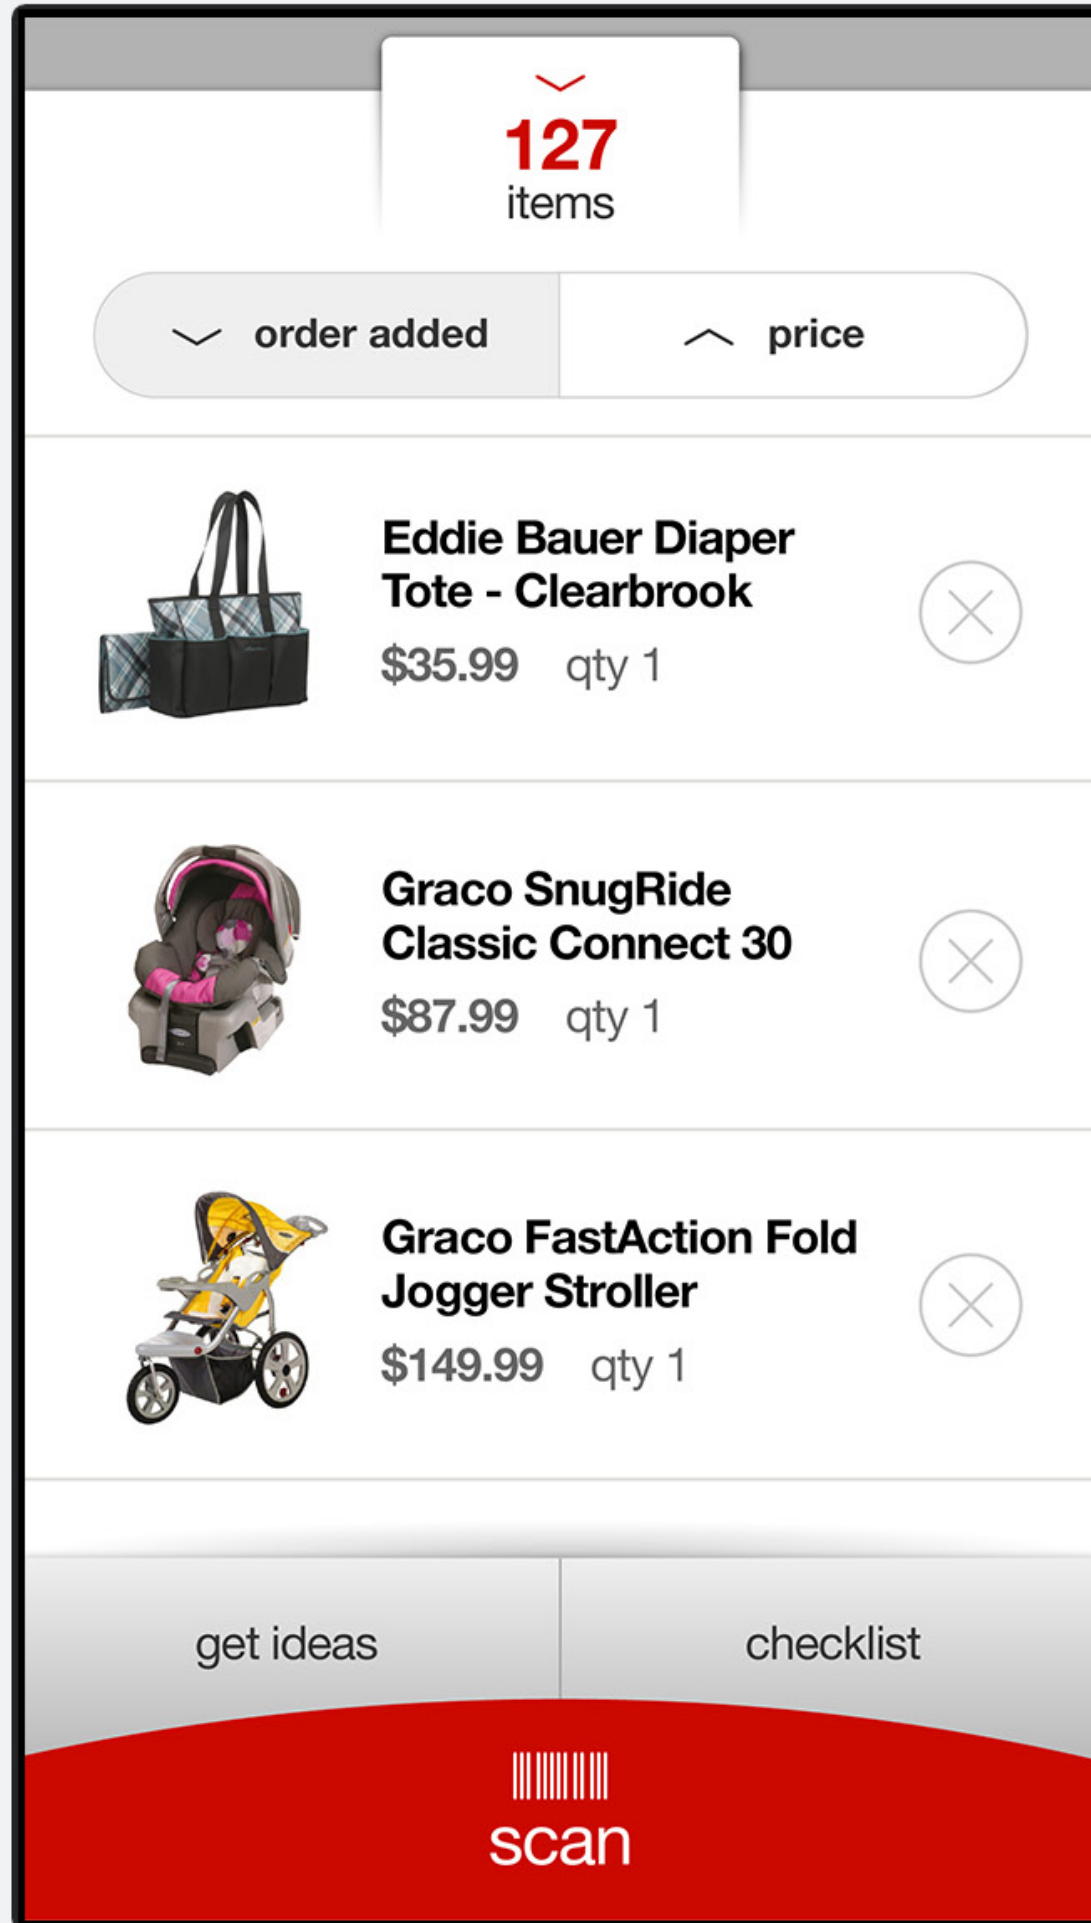 127
items
order added
price
Eddie Bauer Diaper
Tote - Clearbrook
$35.99 qty 1
Graco SnugRide
Classic Connect 30
$87.99 qty 1
Graco FastAction Fold
Jogger Stroller
$149.99 qty 1
get ideas
checklist
scan